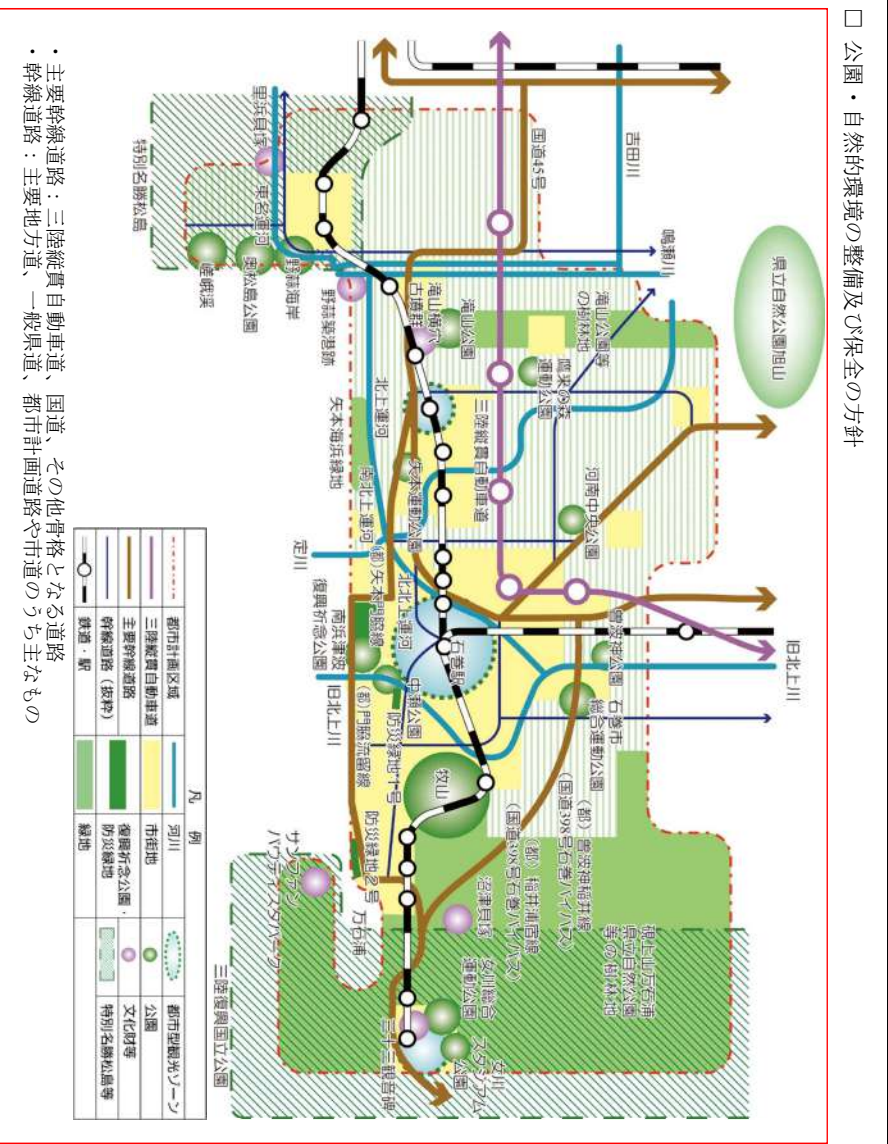 □ 公園・自然的環境の整備及び保全の方針
県立自然公園旭山
吉田川
国道45号
鳴瀬川
滝山公園等
の樹林地
鷹来の森
運動公園
滝山公園
滝山横穴
古墳群
里浜貝塚
東名運河
特別名勝松島
野蒜海岸
奥松島公園
嵯峨渓
野蒜築港跡
三陸縦貫自動車道
河南中央公園
北上運河
矢本海浜緑地
矢本運動公園
南北上運河
定川
(都)矢本門脇線
北北上運河
石巻駅
南浜津波
復興祈念公園
中瀬公園
旧北上川
曽波神公園
石巻市
総合運動公園
旧北上川
(都)門脇流留線
防災緑地1号
牧山
防災緑地2号
(都)曽波神稲井線
(国道398号石巻バイパス)
(都)稲井浦宿線
(国道398号石巻バイパス)
沼津貝塚
万石浦
サン・ファン
バウティスタパーク
硯上山万石浦
県立自然公園
等の樹林地
女川総合
運動公園
女川
スタジアム
公園
三十三観音碑
三陸復興国立公園
凡　例
都市計画区域
三陸縦貫自動車道
主要幹線道路
幹線道路（抜粋）
鉄道・駅
河川
市街地
復興祈念公園・
防災緑地
緑地
都市型観光ゾーン
公園
文化財等
特別名勝松島等
・主要幹線道路：三陸縦貫自動車道、国道、その他骨格となる道路
・幹線道路：主要地方道、一般県道、都市計画道路や市道のうち主なもの